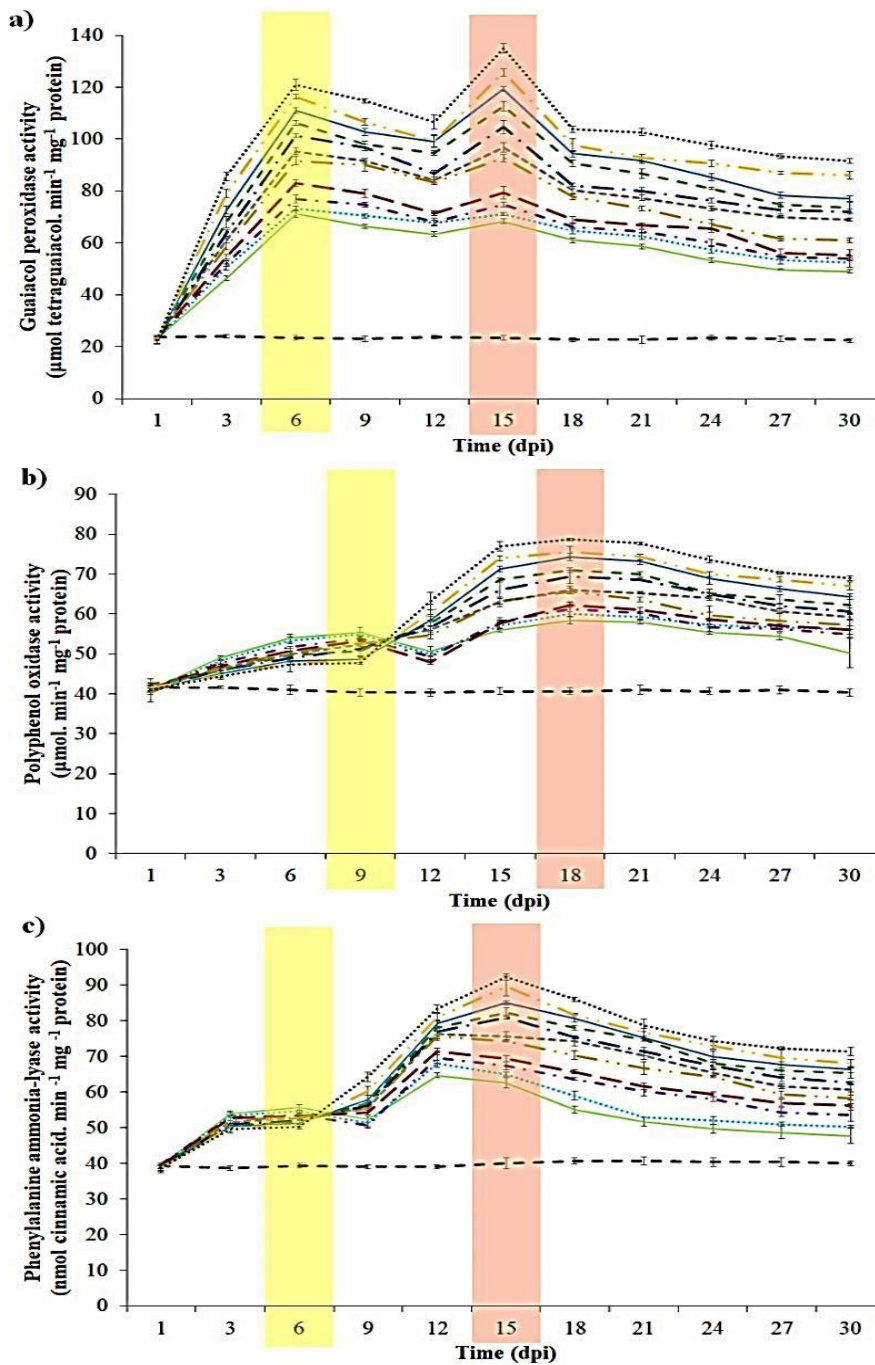 a)
Guaiacol peroxidase activity
(µmol tetraguaiacol. min-1 mg-1 protein)
140
120
100
80
60
40
20
0
1 3 6 9 12 15 18 21 24 27 30
Time (dpi)
b)
Polyphenol oxidase activity
(µmol. min-1 mg-1 protein)
90
80
70
60
50
40
30
20
10
0
1 3 6 9 12 15 18 21 24 27 30
Time (dpi)
c)
Phenylalanine ammonia-lyase activity
(nmol cinnamic acid. min -1 mg -1 protein)
100
90
80
70
60
50
40
30
20
10
0
1 3 6 9 12 15 18 21 24 27 30
Time (dpi)